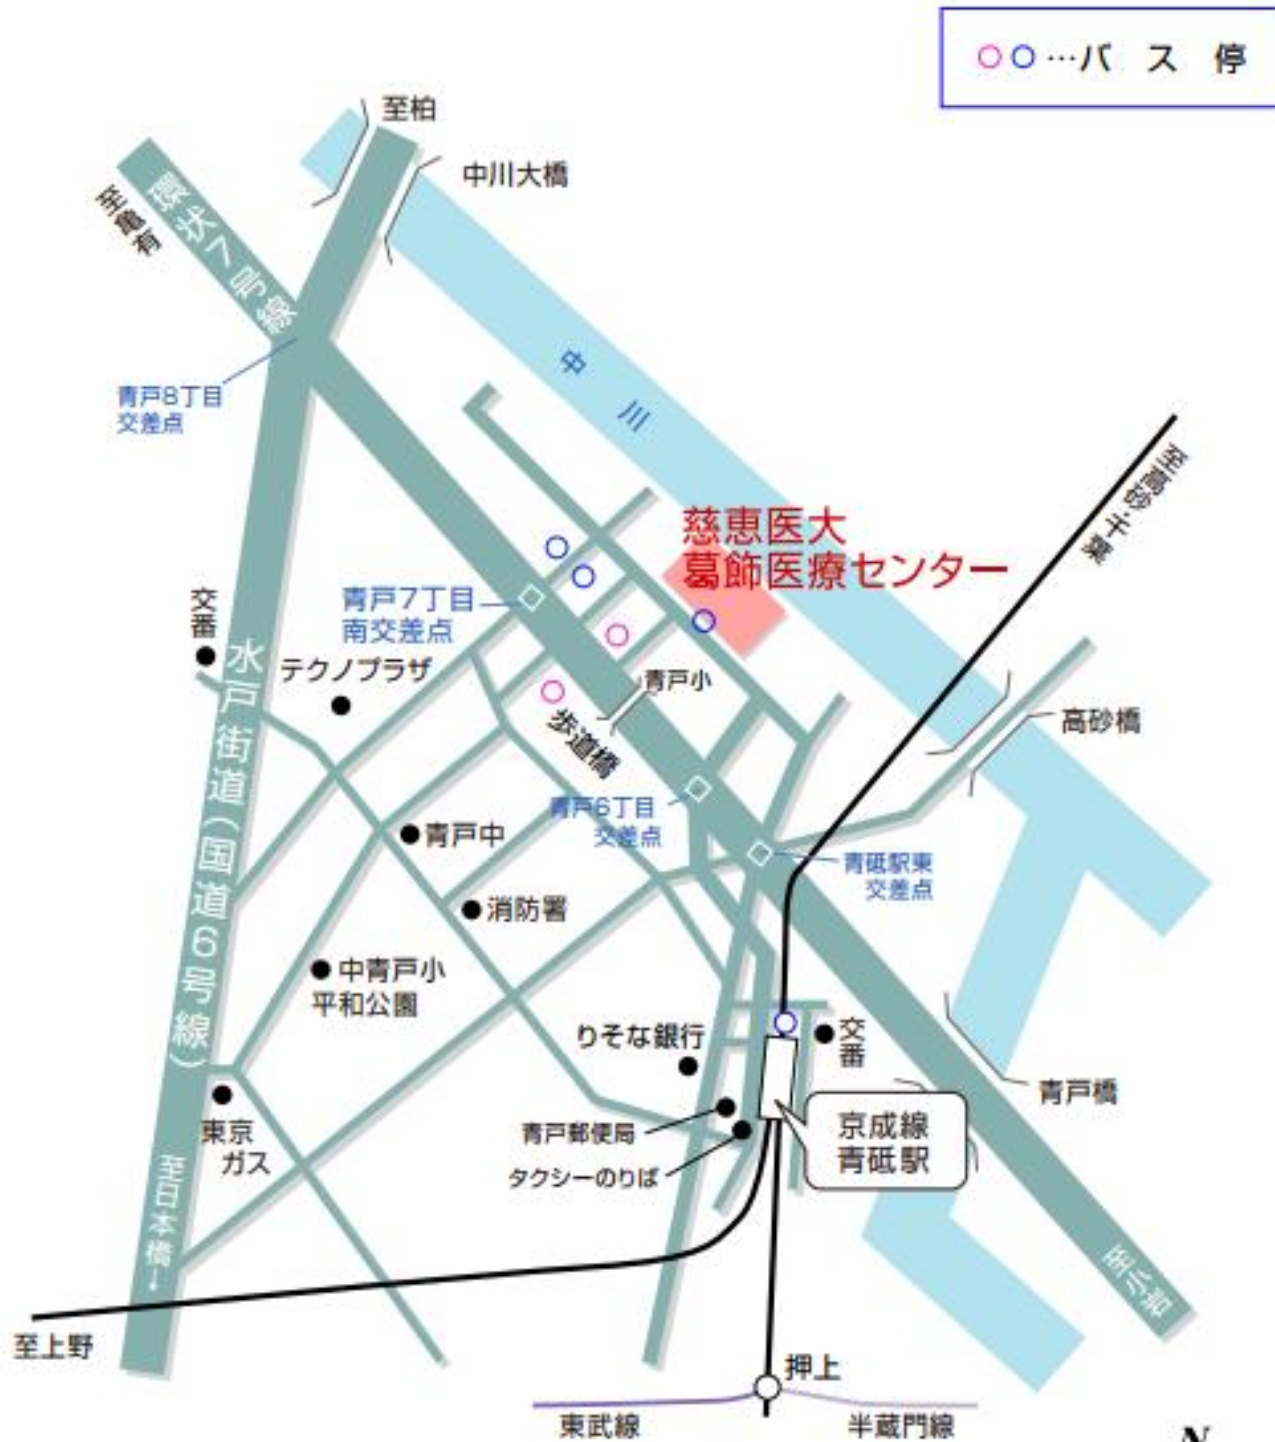 ○○…バス停
至柏
中川大橋
環状7号線
至亀有
青戸8丁目
交差点
中川
至高砂・千葉
慈恵医大
葛飾医療センター
青戸7丁目
南交差点
交番
テクノプラザ
水戸街道(国道6号線)
青戸小
歩道橋
高砂橋
青戸6丁目
交差点
青戸中
青砥駅東
交差点
消防署
中青戸小
平和公園
りそな銀行
交番
青戸橋
東京
ガス
青戸郵便局
京成線
青砥駅
タクシーのりば
至日本橋→
至小岩
至上野
押上
東武線
半蔵門線
N